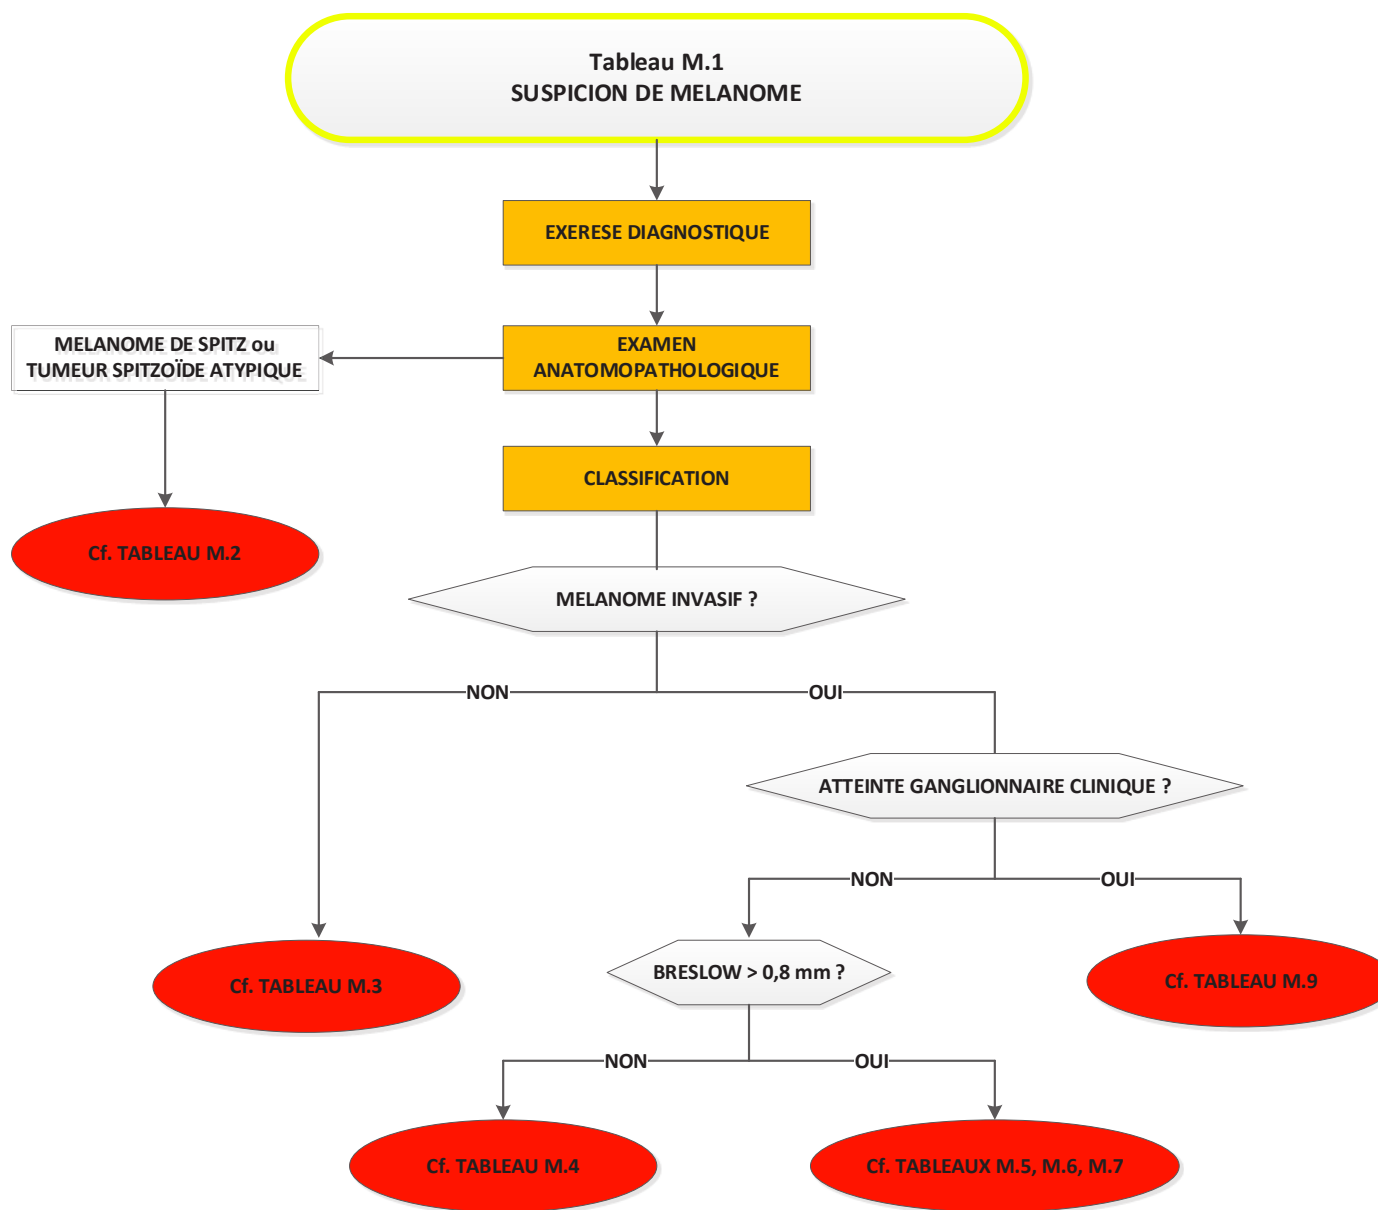 Tableau M.1
SUSPICION DE MELANOME
EXERESE DIAGNOSTIQUE
MELANOME DE SPITZ ou
TUMEUR SPITZOÏDE ATYPIQUE
EXAMEN
ANATOMOPATHOLOGIQUE
CLASSIFICATION
Cf. TABLEAU M.2
MELANOME INVASIF ?
NON
OUI
ATTEINTE GANGLIONNAIRE CLINIQUE ?
NON
OUI
Cf. TABLEAU M.3
BRESLOW > 0,8 mm ?
Cf. TABLEAU M.9
NON
OUI
Cf. TABLEAU M.4
Cf. TABLEAUX M.5, M.6, M.7